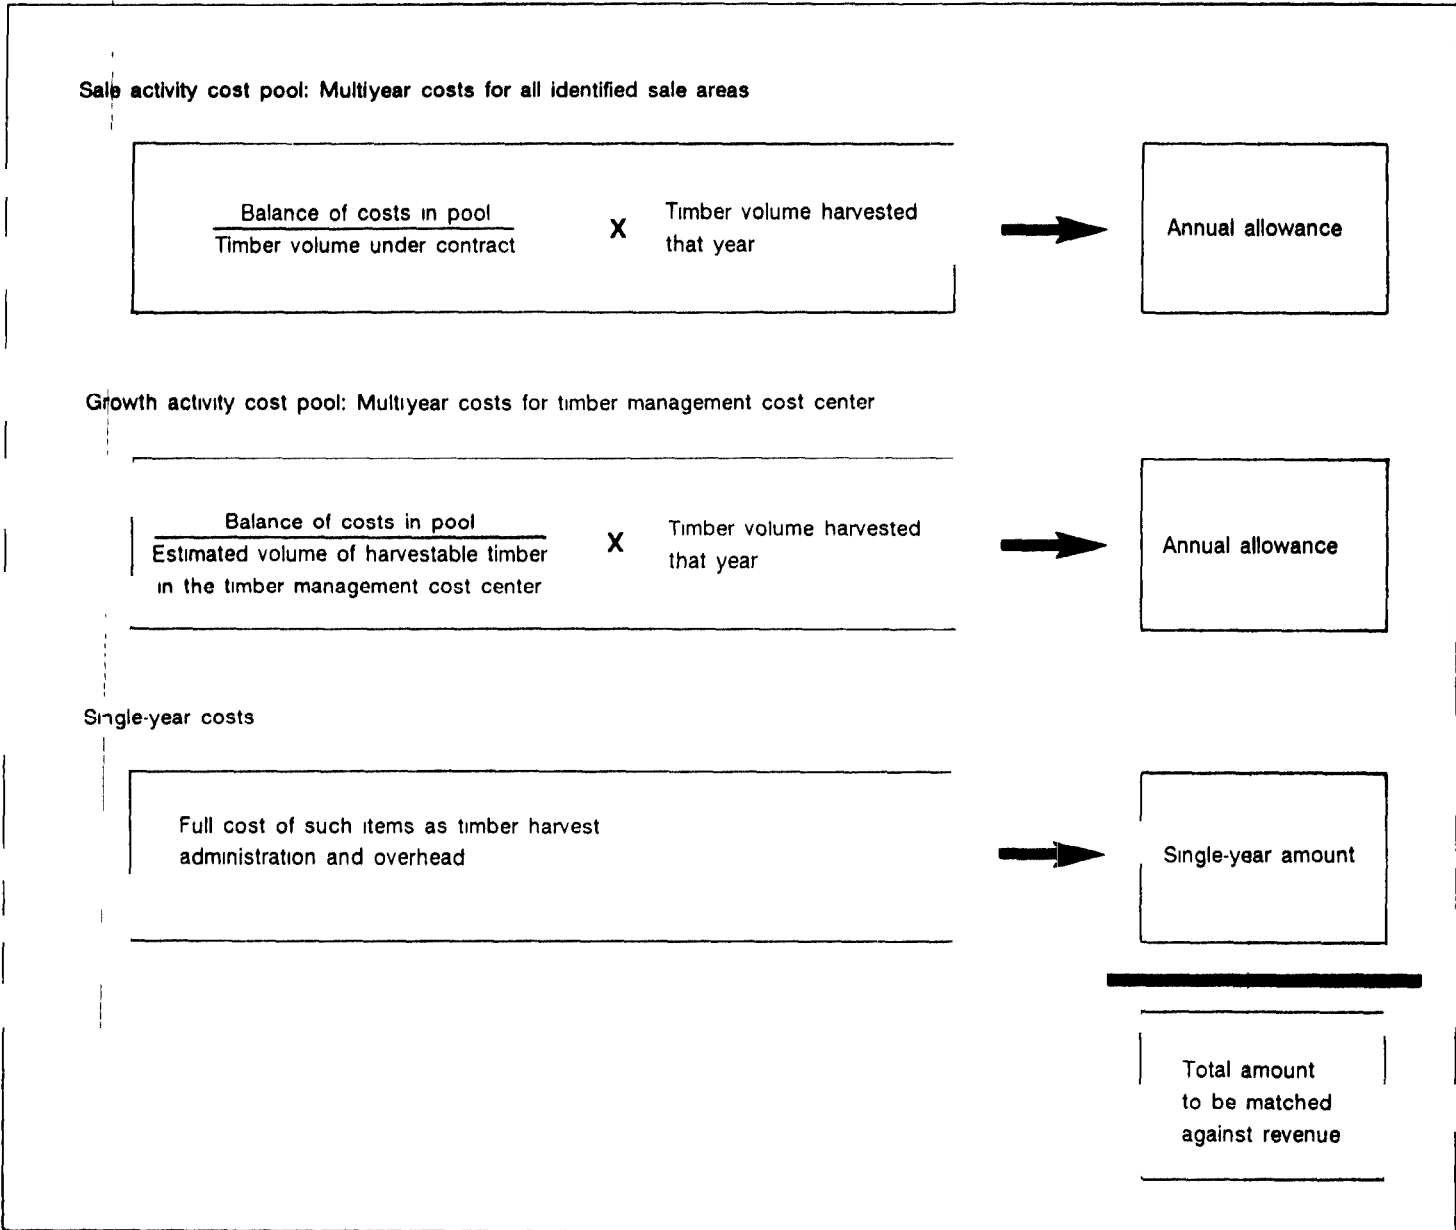 Sale activity cost pool: Multiyear costs for all identified sale areas
Balance of costs in pool
Timber volume under contract
X
Timber volume harvested
that year
Annual allowance
Growth activity cost pool: Multiyear costs for timber management cost center
Balance of costs in pool
Estimated volume of harvestable timber
in the timber management cost center
X
Timber volume harvested
that year
Annual allowance
Single-year costs
Full cost of such items as timber harvest
administration and overhead
Single-year amount
Total amount
to be matched
against revenue